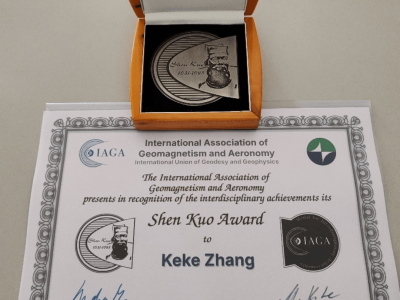 Shen Kuo
1031-1095
IAGA
International Association of
Geomagnetism and Aeronomy
International Union of Geodesy and Geophysics
The International Association of
Geomagnetism and Aeronomy
presents in recognition of the interdisciplinary achievements its
Shen Kuo Award
to
Keke Zhang
Shen Kuo
IAGA